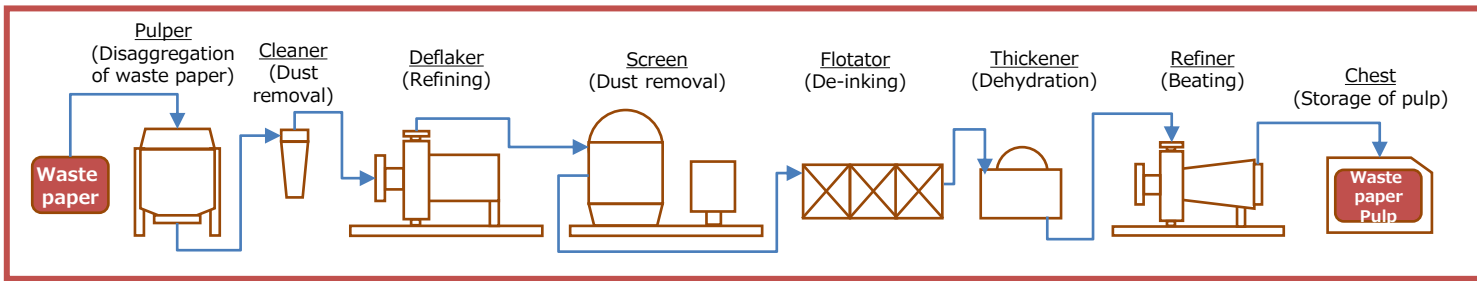 Pulper
(Disaggregation
of waste paper)
Cleaner
(Dust
removal)
Deflaker
(Refining)
Screen
(Dust removal)
Flotator
(De-inking)
Thickener
(Dehydration)
Refiner
(Beating)
Chest
(Storage of pulp)
Waste
paper
Waste
paper
Pulp